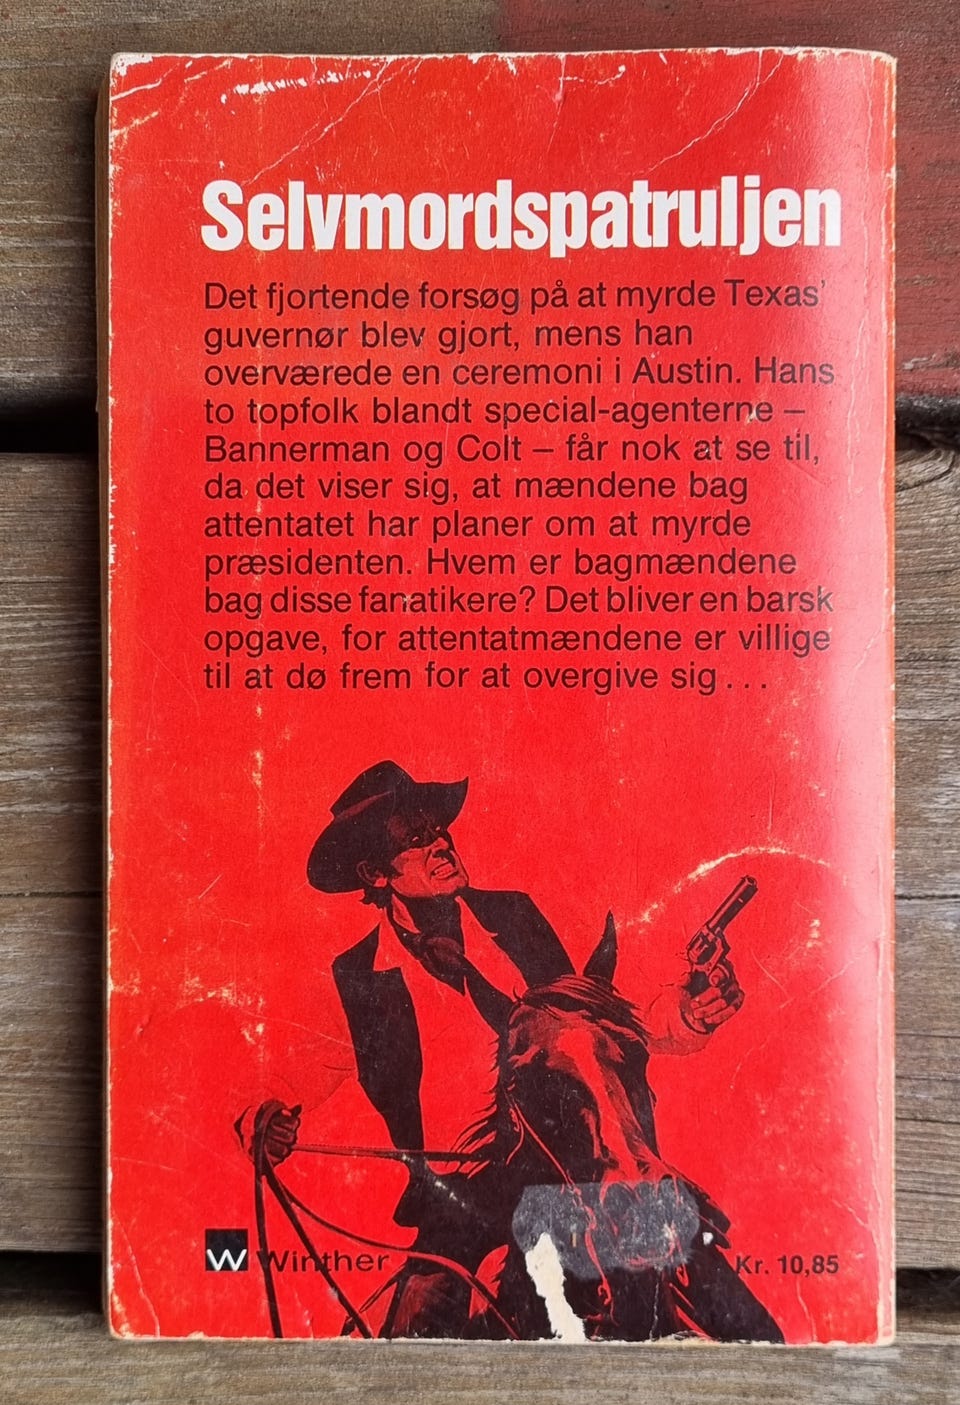 Selvmordspatruljen
Det fjortende forsøg på at myrde Texas'
guvernør blev gjort, mens han
overværede en ceremoni i Austin. Hans
to topfolk blandt special-agenterne –
Bannerman og Colt – får nok at se til,
da det viser sig, at mændene bag
attentatet har planer om at myrde
præsidenten. Hvem er bagmændene
bag disse fanatikere? Det bliver en barsk
opgave, for attentatmændene er villige
til at dø frem for at overgive sig . . .
W Winther
Kr. 10,85